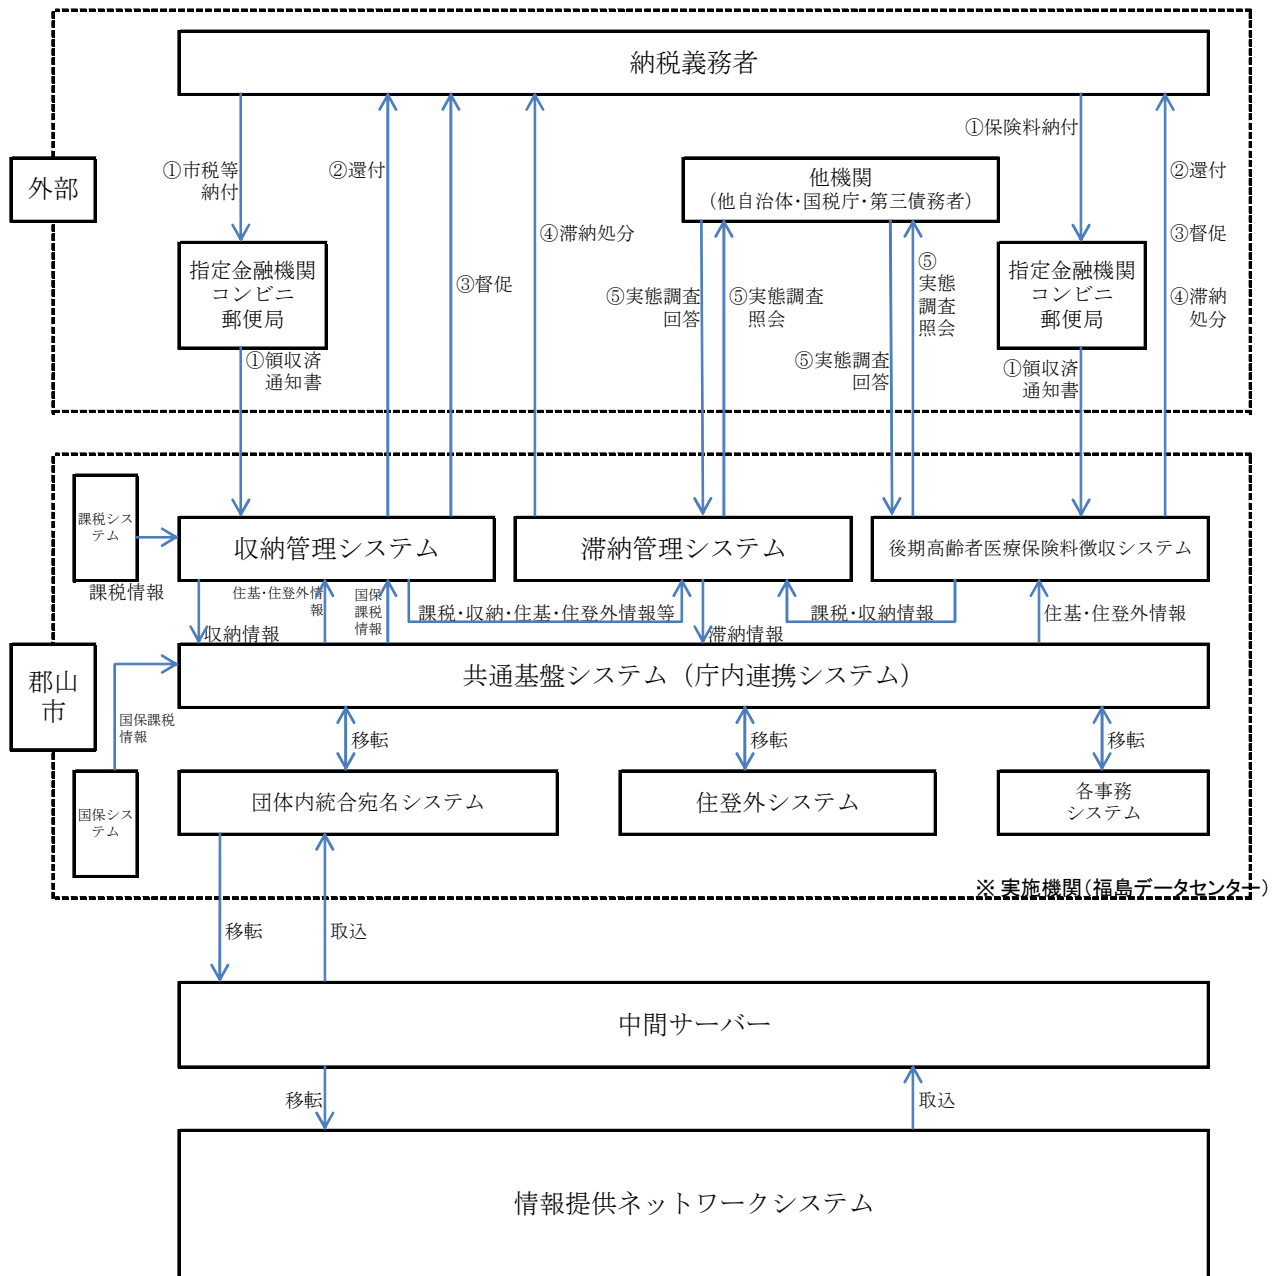 納税義務者
①保険料納付
①市税等
納付
②還付
他機関
（他自治体・国税庁・第三債務者）
②還付
外部
④滞納処分
③督促
指定金融機関
コンビニ
郵便局
③督促
⑤実態調査
回答
⑤実態調査
照会
⑤
実態
調査
照会
指定金融機関
コンビニ
郵便局
④滞納
処分
①領収済
通知書
⑤実態調査
回答
①領収済
通知書
課税シス
テム
収納管理システム
滞納管理システム
後期高齢者医療保険料徴収システム
課税情報
住基・住登外情
報
国保
課税
情報
課税・収納・住基・住登外情報等
課税・収納情報
住基・住登外情報
収納情報
滞納情報
郡山
市
共通基盤システム（庁内連携システム）
国保課税
情報
移転
移転
移転
国保シス
テム
団体内統合宛名システム
住登外システム
各事務
システム
※ 実施機関（福島データセンター）
移転
取込
中間サーバー
移転
取込
情報提供ネットワークシステム